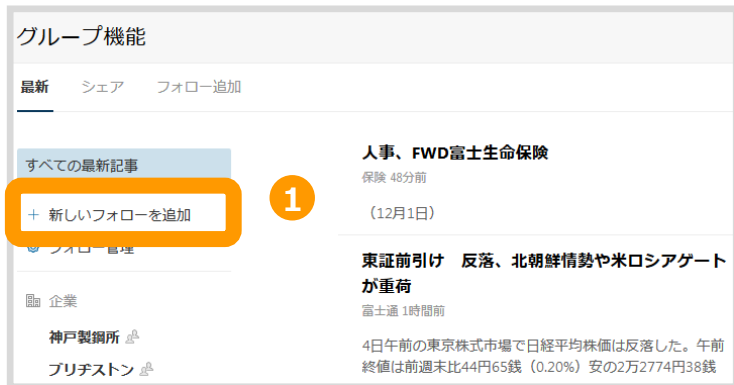 グループ機能
最新 シェア フォロー追加
すべての最新記事
+ 新しいフォローを追加
1
フォロー管理
企業
神戸製鋼所
ブリヂストン
人事、FWD富士生命保険
保険 48分前
（12月1日）
東証前引け　反落、北朝鮮情勢や米ロシアゲート
が重荷
富士通 1時間前
4日午前の東京株式市場で日経平均株価は反落した。午前
終値は前週末比44円65銭（0.20%）安の2万2774円38銭